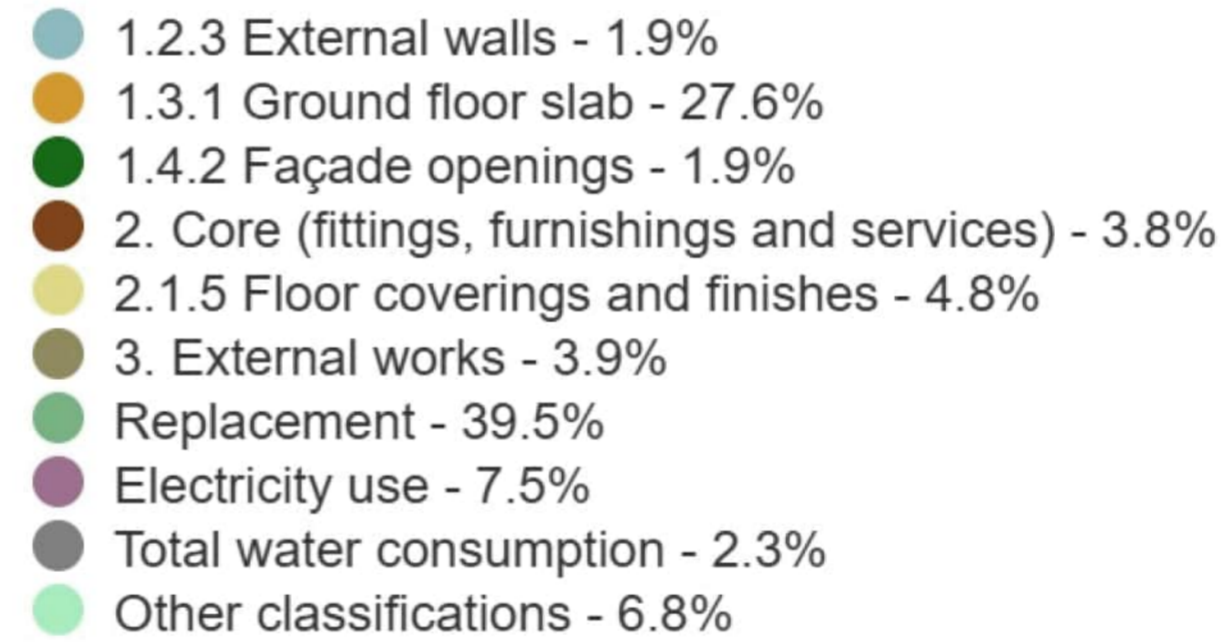 1.2.3 External walls - 1.9%
1.3.1 Ground floor slab - 27.6%
1.4.2 Façade openings - 1.9%
2. Core (fittings, furnishings and services) - 3.8%
2.1.5 Floor coverings and finishes - 4.8%
3. External works - 3.9%
Replacement - 39.5%
Electricity use - 7.5%
Total water consumption - 2.3%
Other classifications - 6.8%